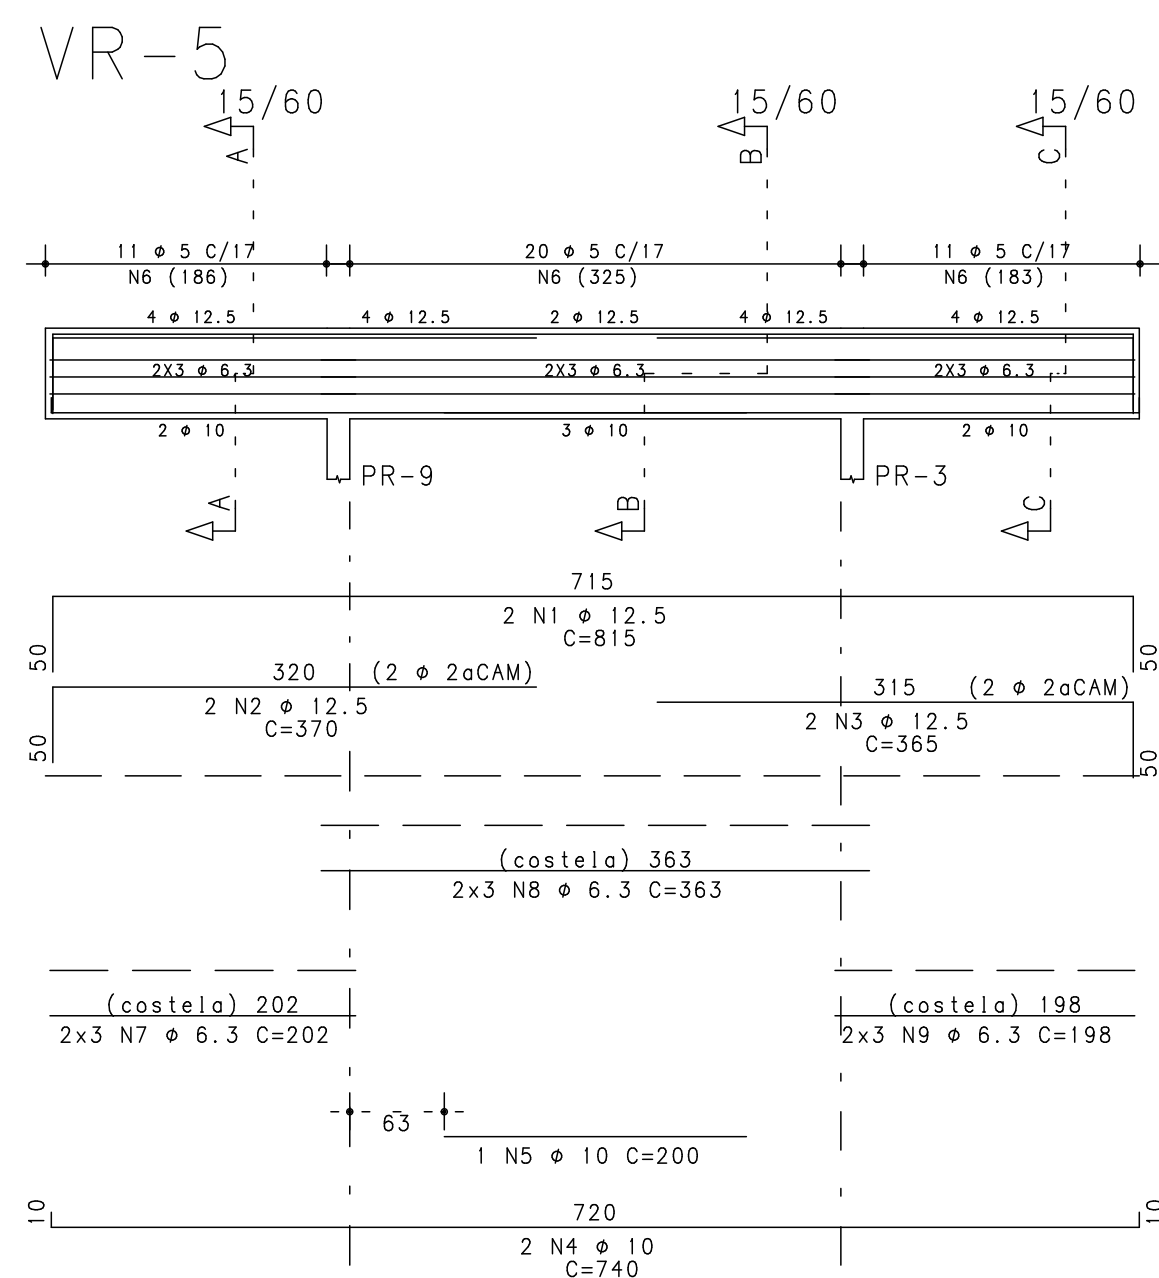 VR-5
15/60 15/60 15/60
A B C
11 ø 5 C/17 20 ø 5 C/17 11 ø 5 C/17
N6 (186) N6 (325) N6 (183)
4 ø 12.5 4 ø 12.5 2 ø 12.5 4 ø 12.5 4 ø 12.5
2X3 ø 6.3 2X3 ø 6.3 2X3 ø 6.3
2 ø 10 3 ø 10 2 ø 10
PR-9 PR-3
A B C
715
2 N1 ø 12.5
C=815
50 50
320 (2 ø 2aCAM)
2 N2 ø 12.5
C=370
50
315 (2 ø 2aCAM)
2 N3 ø 12.5
C=365
50
(costela) 363
2x3 N8 ø 6.3 C=363
(costela) 202 (costela) 198
2x3 N7 ø 6.3 C=202 2x3 N9 ø 6.3 C=198
63
1 N5 ø 10 C=200
10 720 10
2 N4 ø 10
C=740